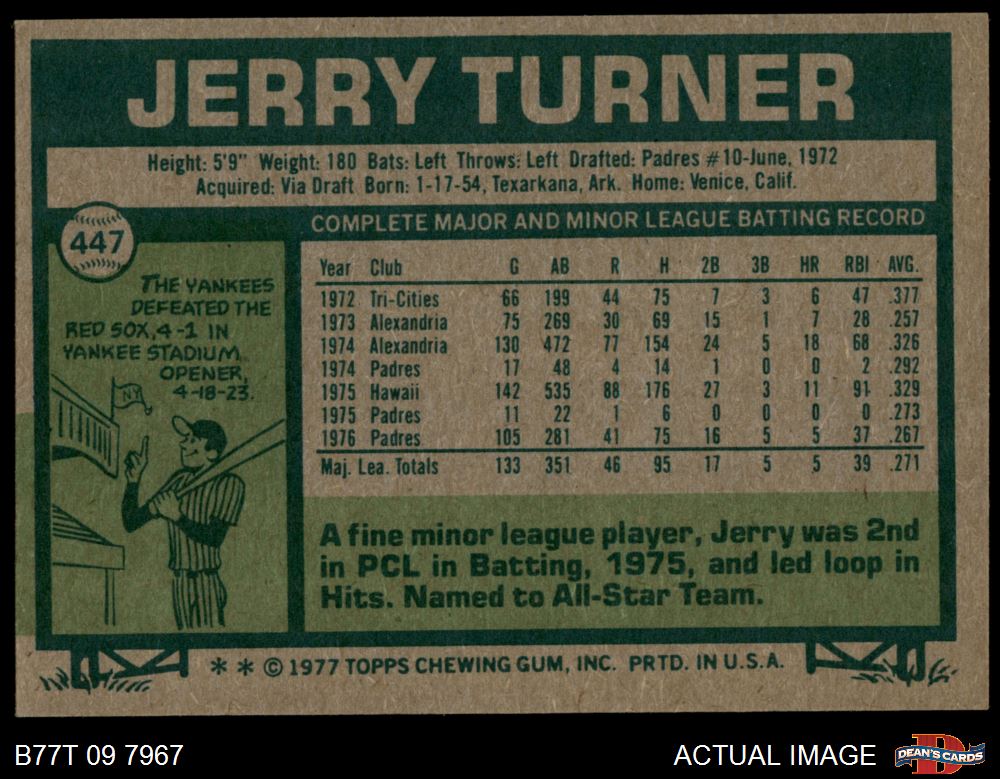 JERRY TURNER
Height: 5'9" Weight: 180 Bats: Left Throws: Left Drafted: Padres #10-June, 1972
Acquired: Via Draft Born: 1-17-54, Texarkana, Ark. Home: Venice, Calif.
447
THE YANKEES
DEFEATED THE
RED SOX, 4-1 IN
YANKEE STADIUM
OPENER,
4-18-23.
NY
COMPLETE MAJOR AND MINOR LEAGUE BATTING RECORD
Year Club G AB R H 2B 3B HR RBI AVG.
1972 Tri-Cities 66 199 44 75 7 3 6 47 .377
1973 Alexandria 75 269 30 69 15 1 7 28 .257
1974 Alexandria 130 472 77 154 24 5 18 68 .326
1974 Padres 17 48 4 14 1 0 0 2 .292
1975 Hawaii 142 535 88 176 27 3 11 91 .329
1975 Padres 11 22 1 6 0 0 0 0 .273
1976 Padres 105 281 41 75 16 5 5 37 .267
Maj. Lea. Totals 133 351 46 95 17 5 5 39 .271
A fine minor league player, Jerry was 2nd
in PCL in Batting, 1975, and led loop in
Hits. Named to All-Star Team.
* * © 1977 TOPPS CHEWING GUM, INC. PRTD. IN U.S.A.
B77T 09 7967
ACTUAL IMAGE
D
DEAN'S CARDS